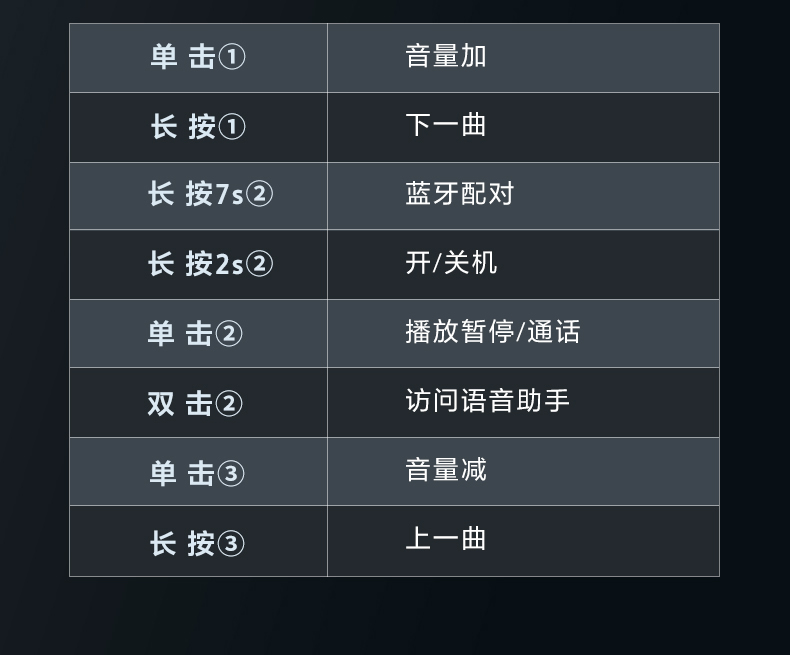 单 击① 音量加
长 按① 下一曲
长 按7s② 蓝牙配对
长 按2s② 开/关机
单 击② 播放暂停/通话
双 击② 访问语音助手
单 击③ 音量减
长 按③ 上一曲